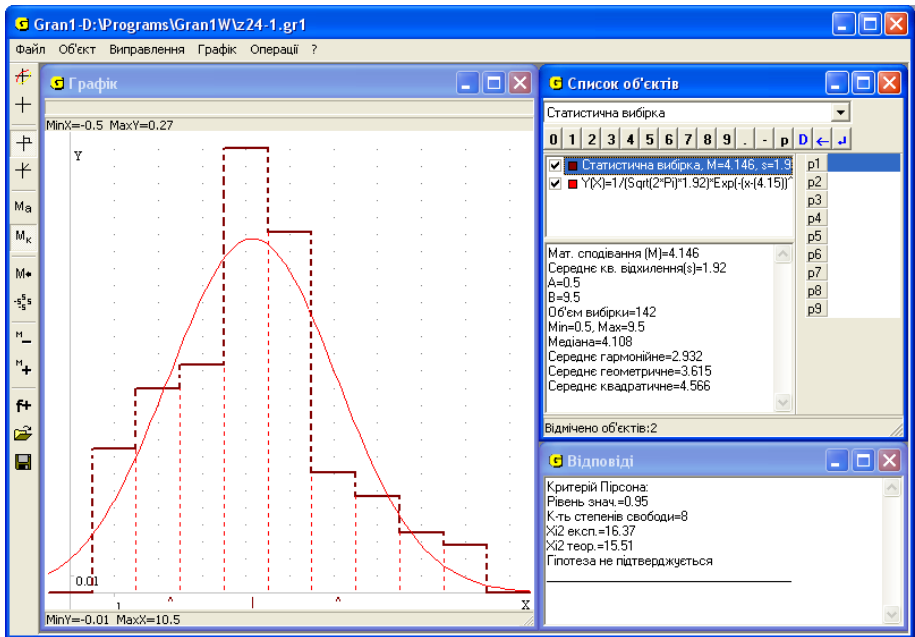 Gran1-D:\Programs\Gran1W\z24-1.gr1
Файл Об'єкт Виправлення Графік Операції ?
Графік
MinX=-0.5 MaxY=0.27
Y
0.01
1
X
MinY=-0.01 MaxX=10.5
Mа
Mк
M
M
M
f+
Список об'єктів
Статистична вибірка
0 1 2 3 4 5 6 7 8 9 . - p D ← ↲
Статистична вибірка, M=4.146, s=1.9
Y(X)=1/(Sqrt(2*Pi)*1.92)*Exp(-(x-(4.15))^
p1
p2
p3
p4
p5
p6
p7
p8
p9
Мат. сподівання (M)=4.146
Середнє кв. відхилення(s)=1.92
A=0.5
B=9.5
Об'єм вибірки=142
Min=0.5, Max=9.5
Медіана=4.108
Середнє гармонійне=2.932
Середнє геометричне=3.615
Середнє квадратичне=4.566
Відмічено об'єктів:2
Відповіді
Критерій Пірсона:
Рівень знач.=0.95
К-ть степенів свободи=8
Xi2 експ.=16.37
Xi2 теор.=15.51
Гіпотеза не підтверджується